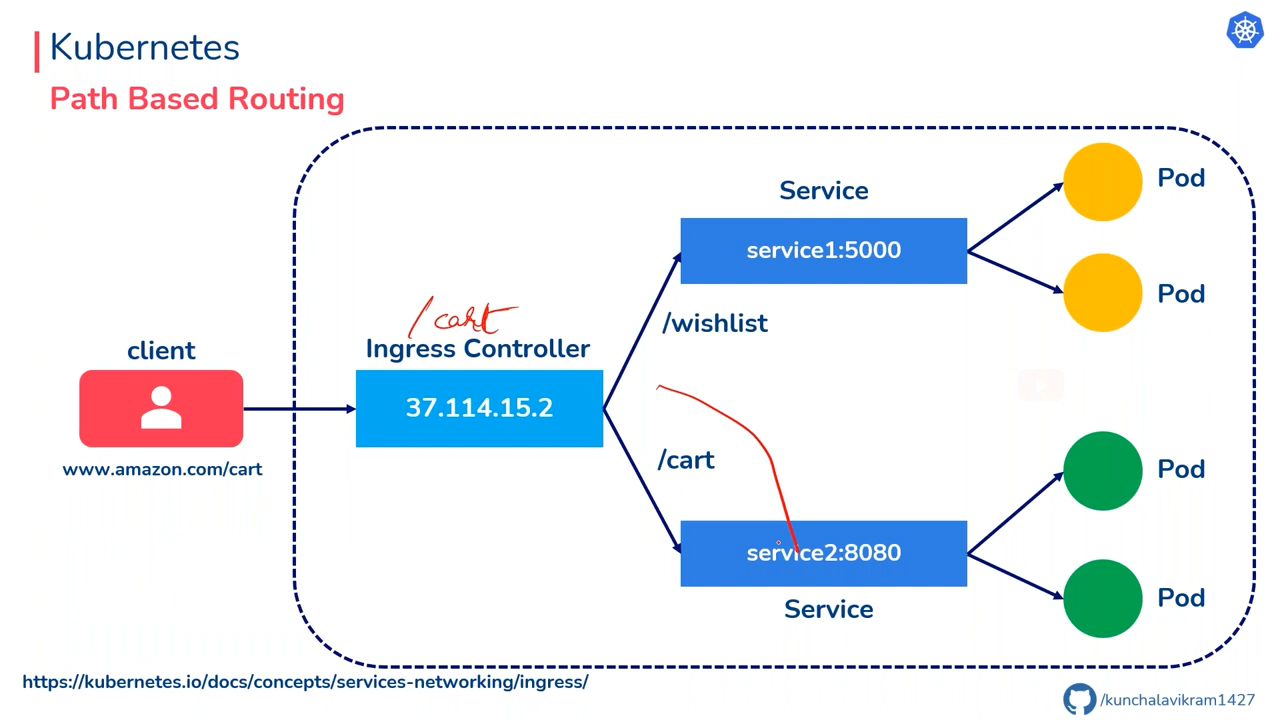 Kubernetes
Path Based Routing
Service
service1:5000
Pod
Pod
/wishlist
/cart
Ingress Controller
37.114.15.2
client
www.amazon.com/cart
/cart
service2:8080
Service
Pod
Pod
https://kubernetes.io/docs/concepts/services-networking/ingress/
/kunchalavikram1427